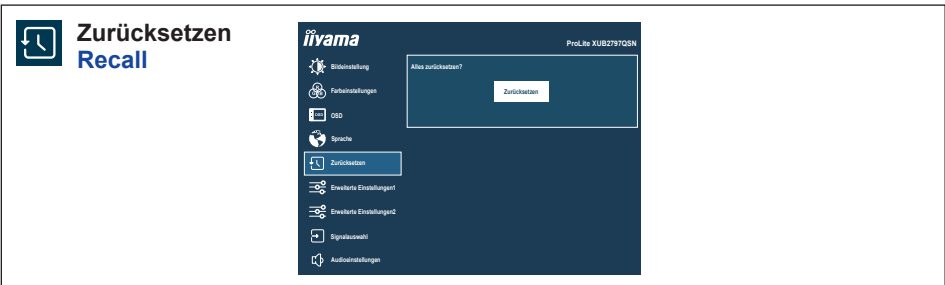 Zurücksetzen
Recall
iiyama
ProLite XUB2797QSN
Bildeinstellung
Farbeinstellungen
OSD
Sprache
Zurücksetzen
Erweiterte Einstellungen1
Erweiterte Einstellungen2
Signalauswahl
Audioeinstellungen
Alles zurücksetzen?
Zurücksetzen